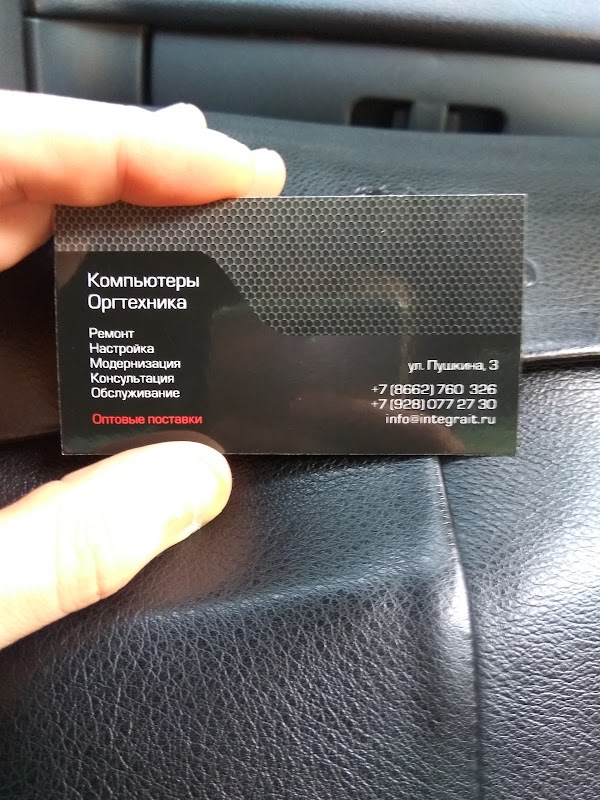 Компьютеры
Оргтехника
Ремонт
Настройка
Модернизация
Консультация
Обслуживание
Оптовые поставки
ул. Пушкина, 3
+7 (8662) 760 326
+7 (928) 077 27 30
info@integrait.ru